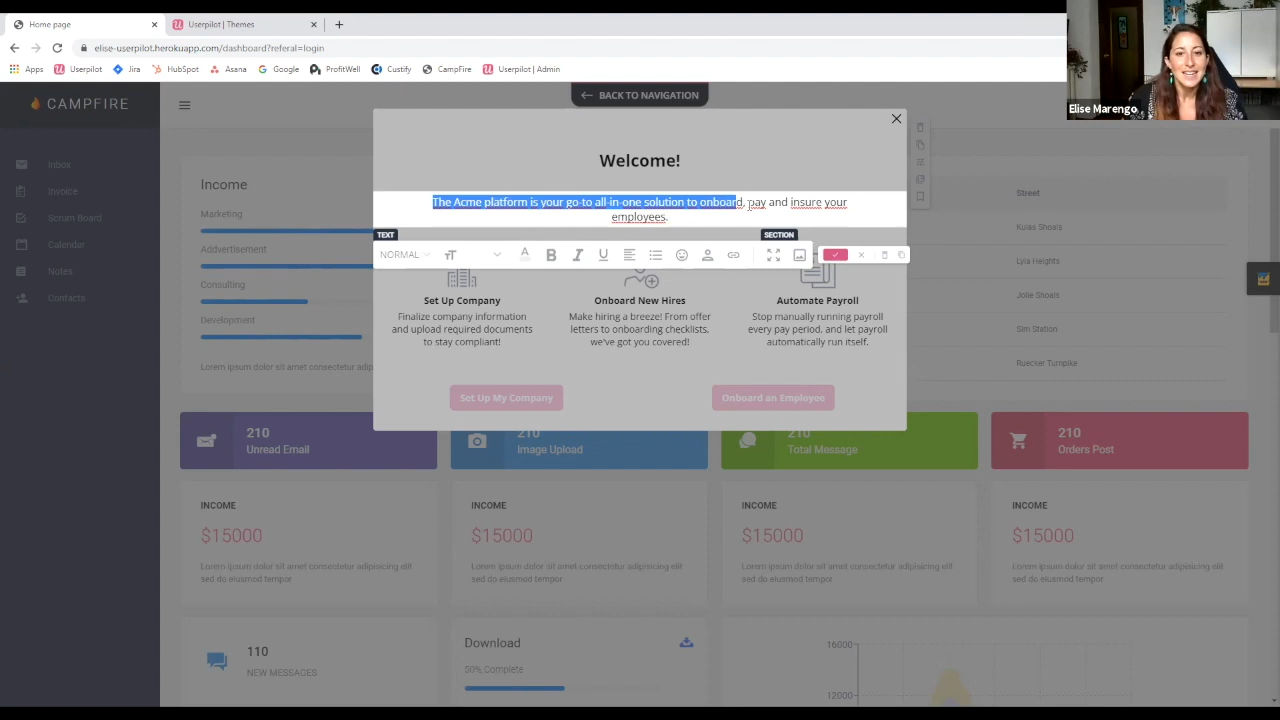 Home page
Userpilot | Themes
elise-userpilot.herokuapp.com/dashboard?referal=login
Apps Userpilot Jira HubSpot Asana Google ProfitWell Custify CampFire Userpilot | Admin
Elise Marengo
CAMPFIRE
BACK TO NAVIGATION
Inbox
Invoice
Scrum Board
Calendar
Notes
Contacts
Income
Marketing
Addvertisement
Consulting
Development
Lorem ipsum dolor sit amet consectetur adipisicing
Welcome!
The Acme platform is your go-to all-in-one solution to onboard, pay and insure your
employees.
TEXT
SECTION
NORMAL
Set Up Company
Finalize company information
and upload required documents
to stay compliant!
Onboard New Hires
Make hiring a breeze! From offer
letters to onboarding checklists,
we've got you covered!
Automate Payroll
Stop manually running payroll
every pay period, and let payroll
automatically run itself.
Set Up My Company
Onboard an Employee
Street
Kulas Shoals
Lyla Heights
Jolie Shoals
Sim Station
Ruecker Turnpike
210
Unread Email
210
Image Upload
210
Total Message
210
Orders Post
INCOME
$15000
Lorem ipsum dolor sit amet consectetur adipisicing elit
sed do eiusmod tempor
INCOME
$15000
Lorem ipsum dolor sit amet consectetur adipisicing elit
sed do eiusmod tempor
INCOME
$15000
Lorem ipsum dolor sit amet consectetur adipisicing elit
sed do eiusmod tempor
INCOME
$15000
Lorem ipsum dolor sit amet consectetur adipisicing elit
sed do eiusmod tempor
110
NEW MESSAGES
Download
50% Complete
16000
12000